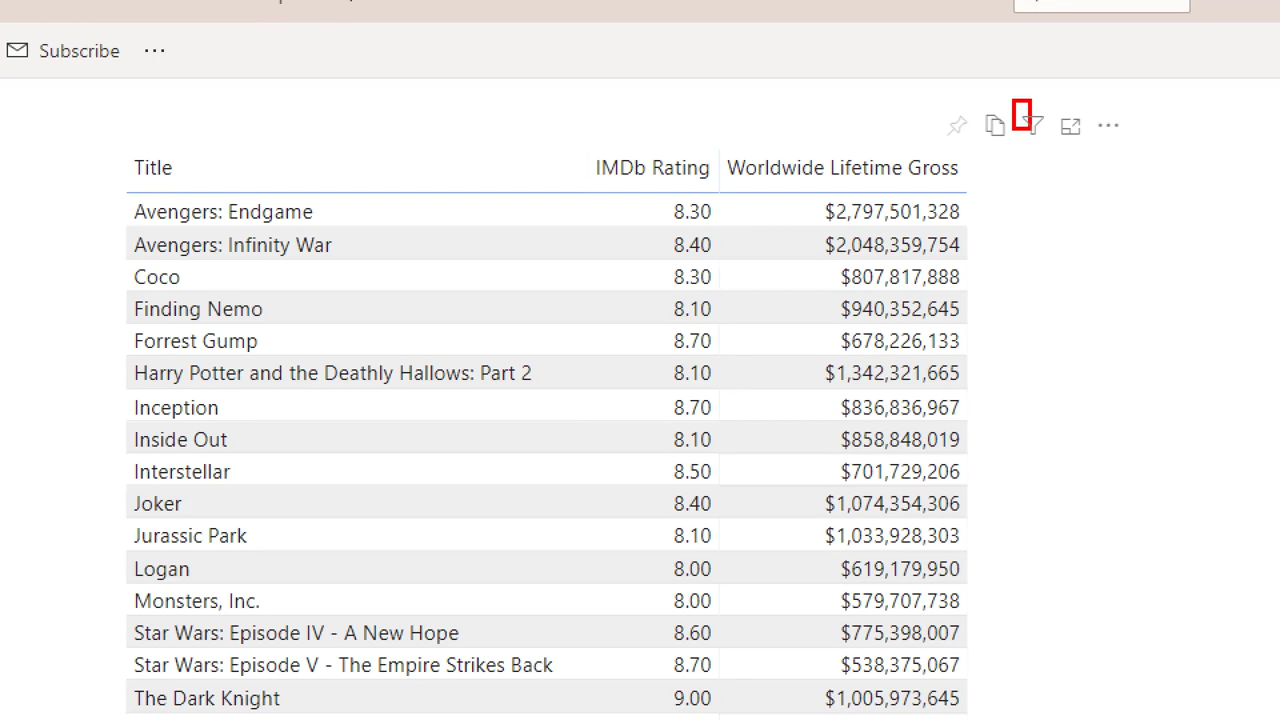 Subscribe
Title IMDb Rating Worldwide Lifetime Gross
Avengers: Endgame 8.30 $2,797,501,328
Avengers: Infinity War 8.40 $2,048,359,754
Coco 8.30 $807,817,888
Finding Nemo 8.10 $940,352,645
Forrest Gump 8.70 $678,226,133
Harry Potter and the Deathly Hallows: Part 2 8.10 $1,342,321,665
Inception 8.70 $836,836,967
Inside Out 8.10 $858,848,019
Interstellar 8.50 $701,729,206
Joker 8.40 $1,074,354,306
Jurassic Park 8.10 $1,033,928,303
Logan 8.00 $619,179,950
Monsters, Inc. 8.00 $579,707,738
Star Wars: Episode IV - A New Hope 8.60 $775,398,007
Star Wars: Episode V - The Empire Strikes Back 8.70 $538,375,067
The Dark Knight 9.00 $1,005,973,645